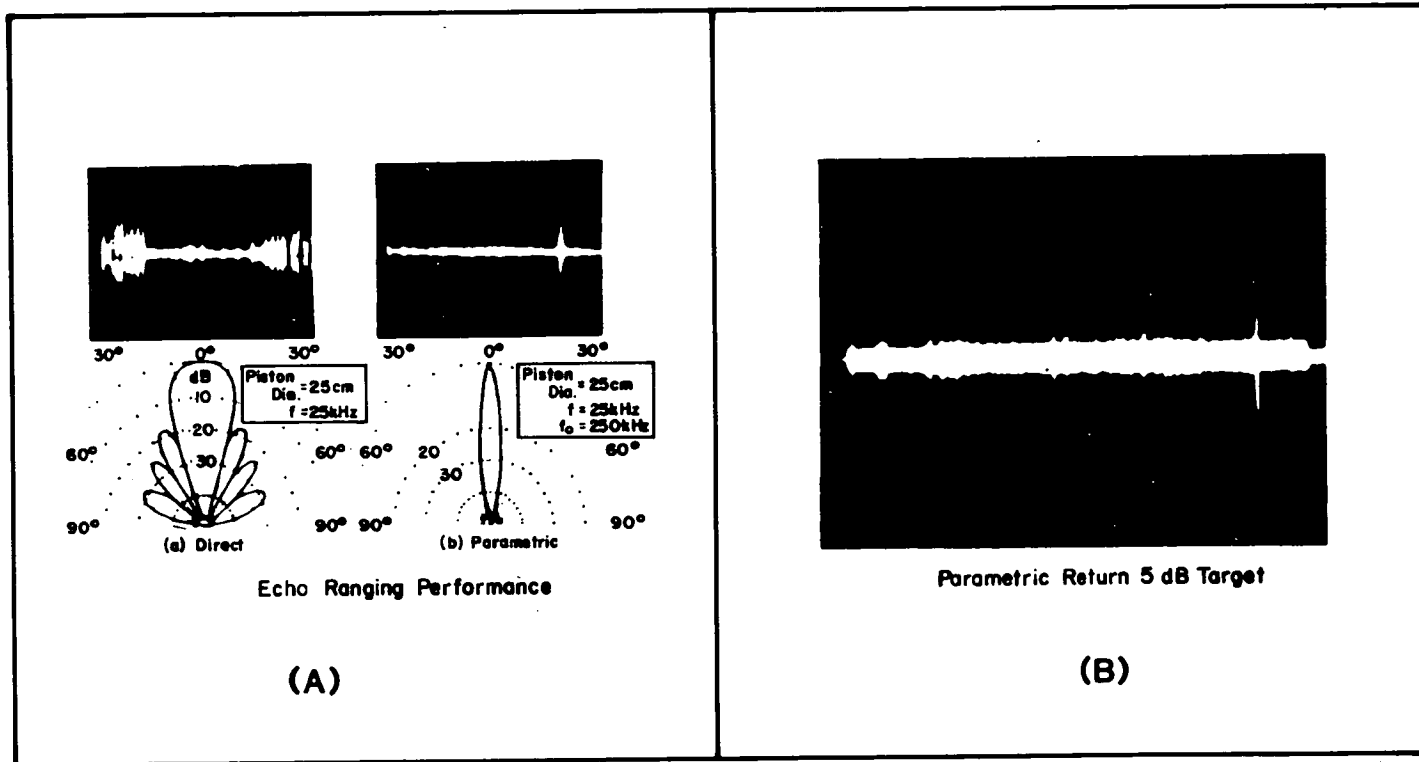 30° 0° 30°
dB
10
20
30
60° 60°
90° 90°
Piston
Dia. = 25cm
f = 25kHz
(a) Direct
30° 0° 30°
20
30
60° 60°
90° 90°
Piston
Dia. = 25cm
f = 25kHz
fo = 250kHz
(b) Parametric
Echo Ranging Performance
(A)
Parametric Return 5 dB Target
(B)